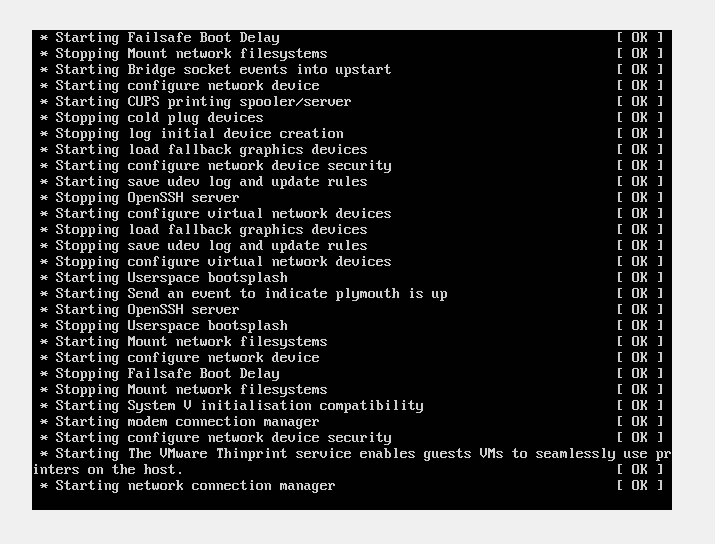 * Starting Failsafe Boot Delay [ OK ]
* Stopping Mount network filesystems [ OK ]
* Starting Bridge socket events into upstart [ OK ]
* Starting configure network device [ OK ]
* Starting CUPS printing spooler/server [ OK ]
* Stopping cold plug devices [ OK ]
* Stopping log initial device creation [ OK ]
* Starting load fallback graphics devices [ OK ]
* Starting configure network device security [ OK ]
* Starting save udev log and update rules [ OK ]
* Stopping OpenSSH server [ OK ]
* Starting configure virtual network devices [ OK ]
* Stopping load fallback graphics devices [ OK ]
* Stopping save udev log and update rules [ OK ]
* Stopping configure virtual network devices [ OK ]
* Starting Userspace bootsplash [ OK ]
* Starting Send an event to indicate plymouth is up [ OK ]
* Starting OpenSSH server [ OK ]
* Stopping Userspace bootsplash [ OK ]
* Starting Mount network filesystems [ OK ]
* Starting configure network device [ OK ]
* Stopping Failsafe Boot Delay [ OK ]
* Stopping Mount network filesystems [ OK ]
* Starting System V initialisation compatibility [ OK ]
* Starting modem connection manager [ OK ]
* Starting configure network device security [ OK ]
* Starting The VMware Thinprint service enables guests VMs to seamlessly use pr
inters on the host. [ OK ]
* Starting network connection manager [ OK ]